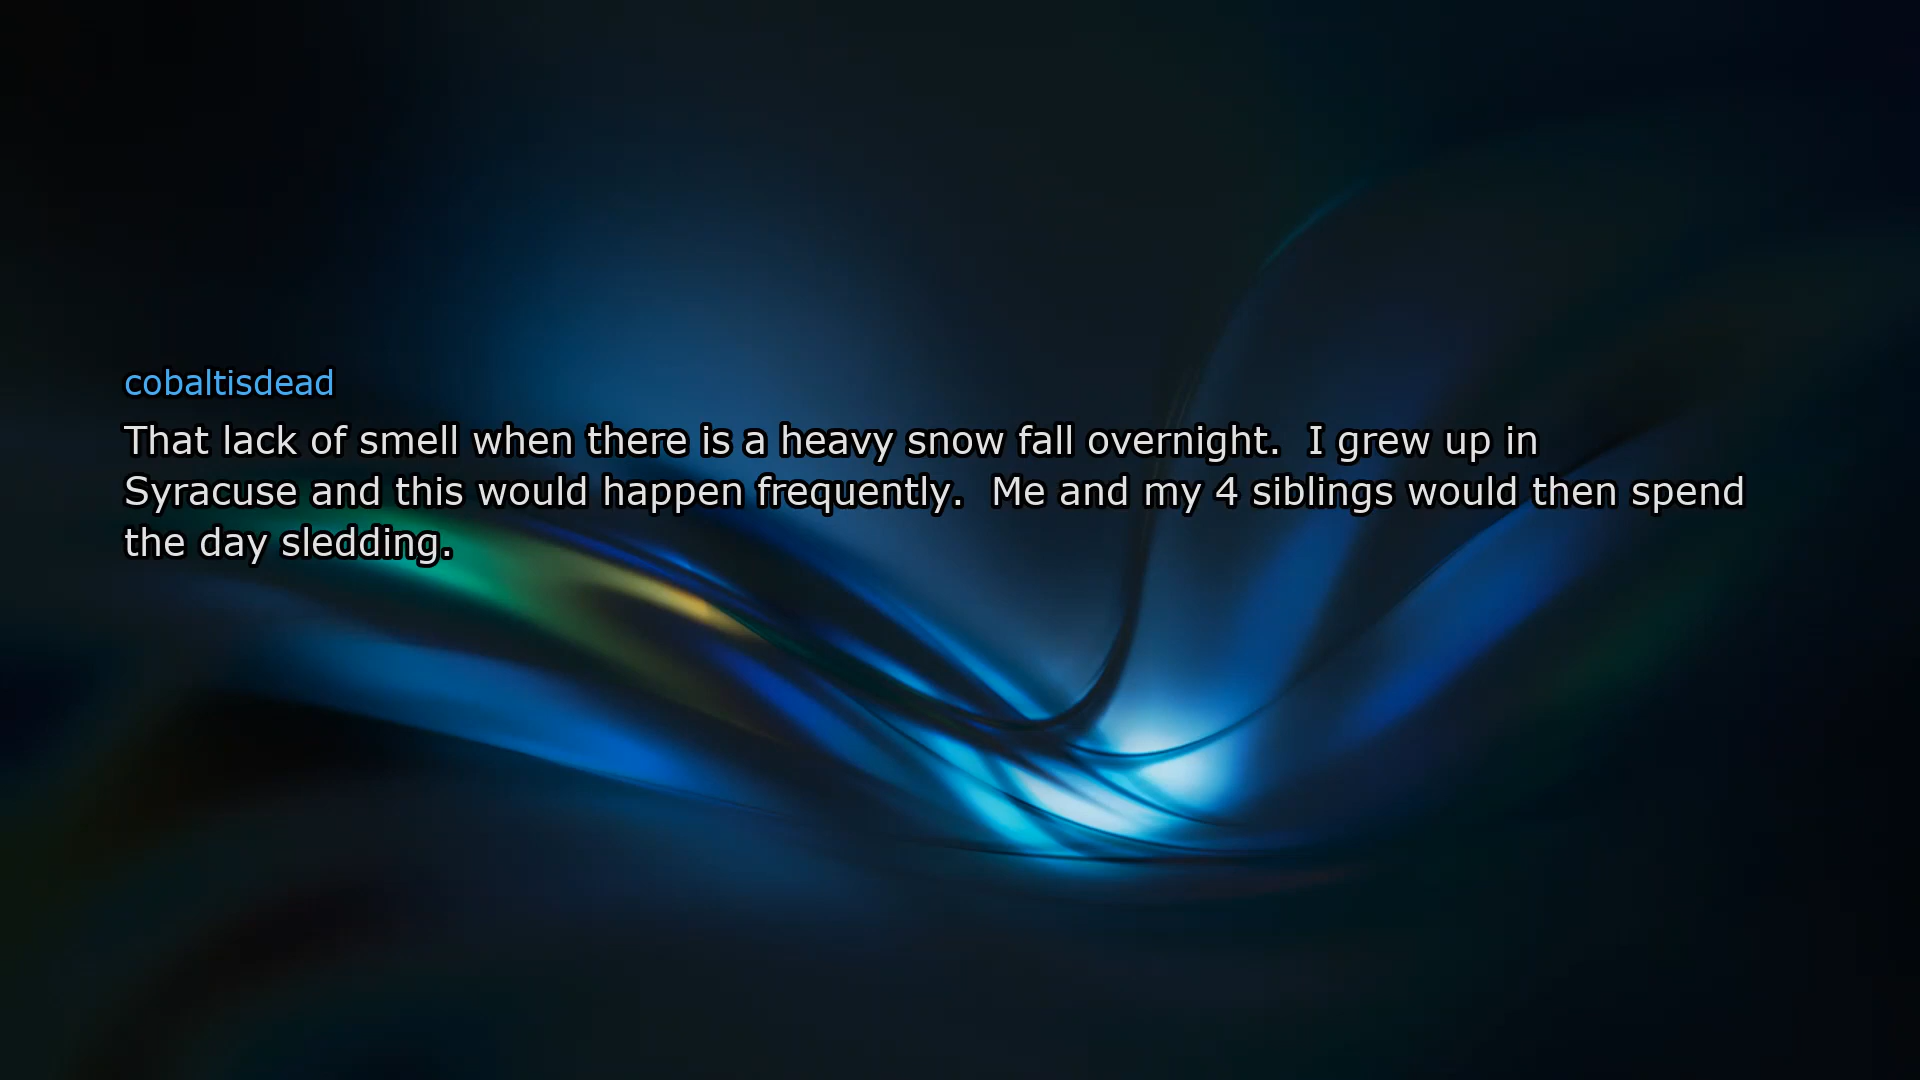 cobaltisdead
That lack of smell when there is a heavy snow fall overnight.  I grew up in
Syracuse and this would happen frequently.  Me and my 4 siblings would then spend
the day sledding.